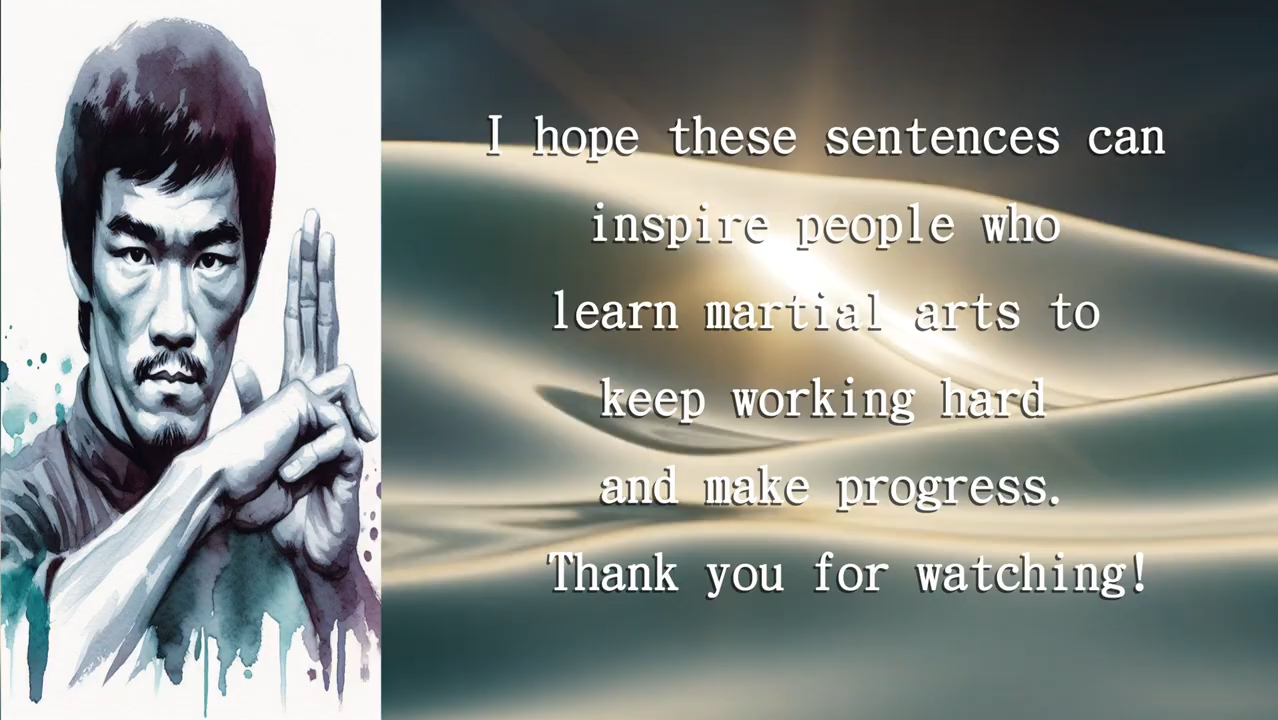 I hope these sentences can
inspire people who
learn martial arts to
keep working hard
and make progress.
Thank you for watching!